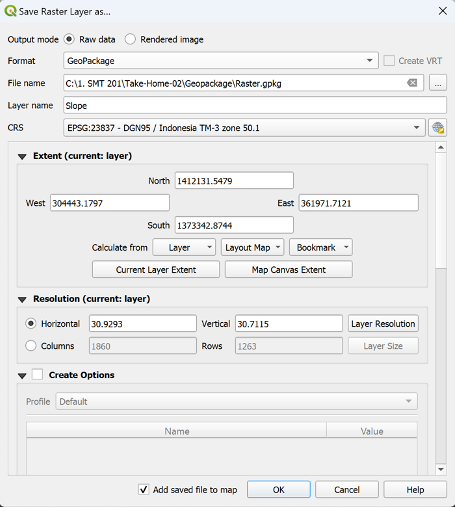 Save Raster Layer as...
Output mode Raw data Rendered image
Format GeoPackage Create VRT
File name C:\1. SMT 201\Take-Home-02\Geopackage\Raster.gpkg ...
Layer name Slope
CRS EPSG:23837 - DGN95 / Indonesia TM-3 zone 50.1
Extent (current: layer)
North 1412131.5479
West 304443.1797 East 361971.7121
South 1373342.8744
Calculate from Layer Layout Map Bookmark
Current Layer Extent Map Canvas Extent
Resolution (current: layer)
Horizontal 30.9293 Vertical 30.7115 Layer Resolution
Columns 1860 Rows 1263 Layer Size
Create Options
Profile Default
Name Value
Add saved file to map OK Cancel Help